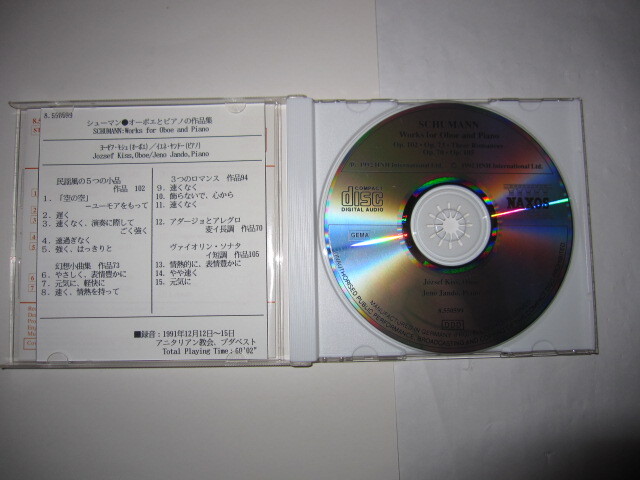 8.550599
シューマン●オーボエとピアノの作品集
SCHUMANN:Works for Oboe and Piano
ヨーゼフ・キシュ(オーボエ)/イェネ・ヤンドー(ピアノ)
Jozsef Kiss,Oboe/Jeno Jando,Piano
民謡風の5つの小品
作品 102
1.「空の空」
−ユーモアをもって
2. 遅く
3. 速くなく、演奏に際して
ごく強く
4. 速過ぎなく
5. 強く、はっきりと
幻想小曲集 作品73
6. やさしく、表情豊かに
7. 元気に、軽快に
8. 速く、情熱を持って
3つのロマンス 作品94
9. 速くなく
10. 飾らないで、心から
11. 速くなく
12. アダージョとアレグロ
変イ長調 作品70
ヴァイオリン・ソナタ
イ短調 作品105
13. 情熱的に、表情豊かに
14. やや速く
15. 元気に
■録音:1991年12月12日〜15日
ユニタリアン教会、ブダペスト
Total Playing Time:60'02"
SCHUMANN
Works for Oboe and Piano
COMPACT
disc
DIGITAL AUDIO
NAXOS
GEMA
DDD